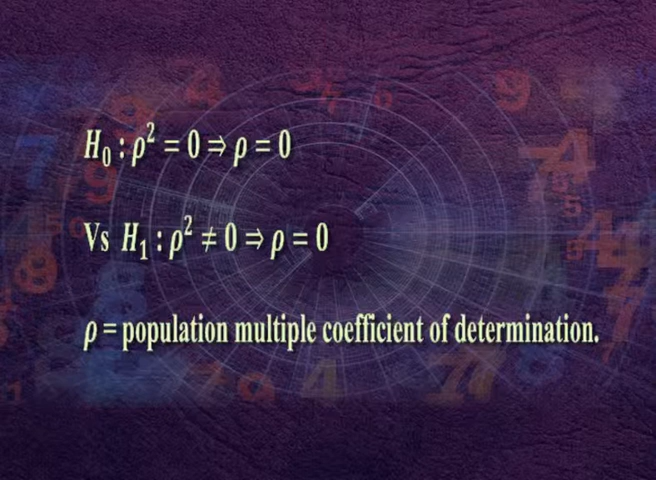 H₀ : ρ² = 0 ⇒ ρ = 0
Vs H₁ : ρ² ≠ 0 ⇒ ρ = 0
ρ = population multiple coefficient of determination.